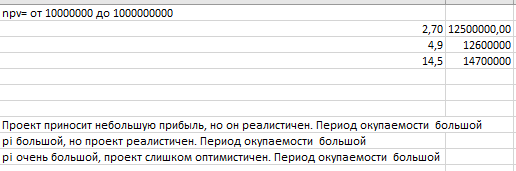 npv= от 10000000 до 1000000000
2,70 12500000,00
4,9 12600000
14,5 14700000
Проект приносит небольшую прибыль, но он реалистичен. Период окупаемости  большой
pi большой, но проект реалистичен. Период окупаемости  большой
pi очень большой, проект слишком оптимистичен. Период окупаемости  большой